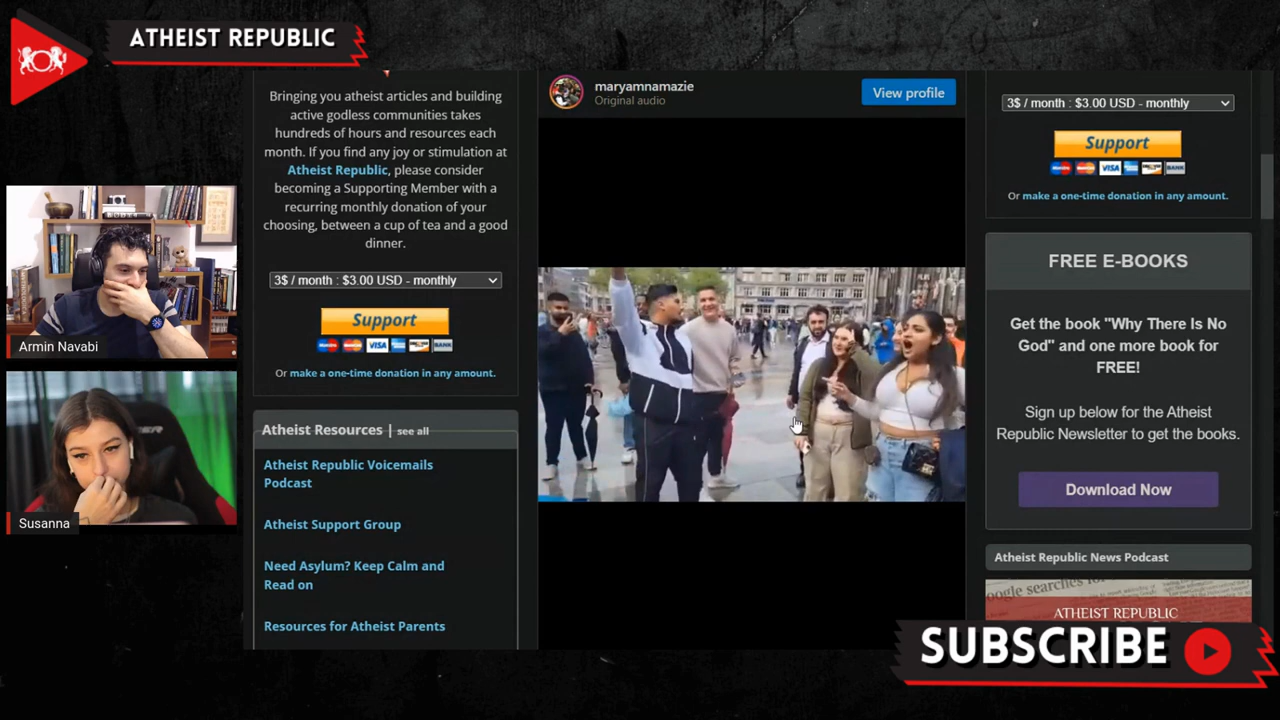 ATHEIST REPUBLIC
Bringing you atheist articles and building
active godless communities takes
hundreds of hours and resources each
month. If you find any joy or stimulation at
Atheist Republic, please consider
becoming a Supporting Member with a
recurring monthly donation of your
choosing, between a cup of tea and a good
dinner.
3$ / month : $3.00 USD - monthly
Support
VISA
BANK
Or make a one-time donation in any amount.
Atheist Resources | see all
Atheist Republic Voicemails
Podcast
Atheist Support Group
Need Asylum? Keep Calm and
Read on
Resources for Atheist Parents
maryamnamazie
Original audio
View profile
3$ / month : $3.00 USD - monthly
Support
VISA
BANK
Or make a one-time donation in any amount.
FREE E-BOOKS
Get the book "Why There Is No
God" and one more book for
FREE!
Sign up below for the Atheist
Republic Newsletter to get the books.
Download Now
Atheist Republic News Podcast
oogle searches for
ATHEIST REPUBLIC
Armin Navabi
Susanna
SUBSCRIBE